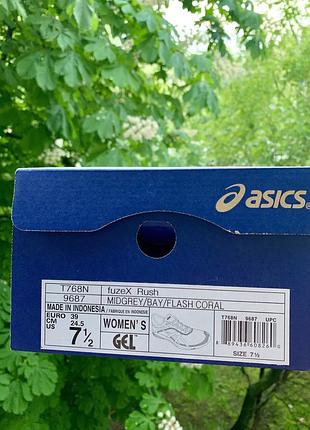 asics
T768N fuzeX Rush
9687 MIDGREY/BAY/FLASH CORAL
MADE IN INDONESIA / FABRIQUE EN INDONESIE
EURO 39
CM 24.5
US 7½
WOMEN'S
GEL
T768N 9687 UPC
SIZE 7½